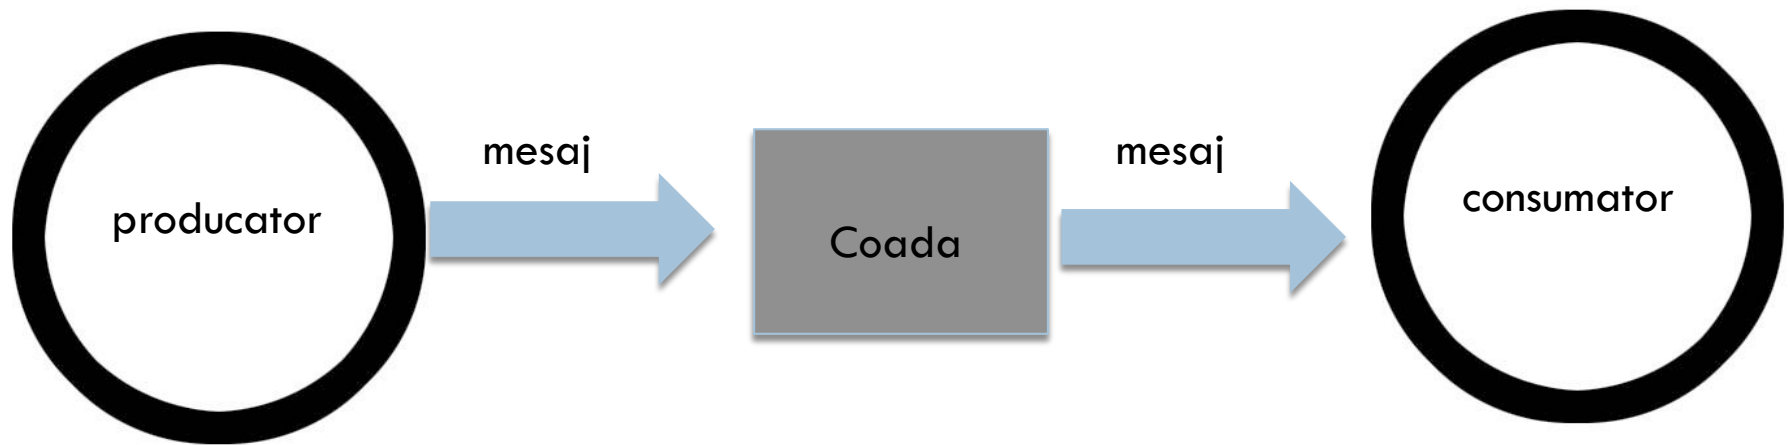 producator
mesaj
Coada
mesaj
consumator